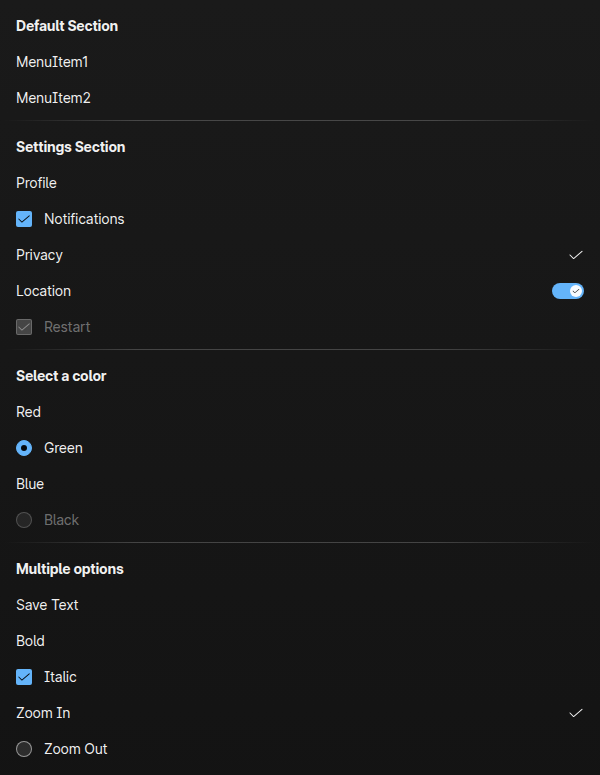 Default Section
MenuItem1
MenuItem2
Settings Section
Profile
Notifications
Privacy
Location
Restart
Select a color
Red
Green
Blue
Black
Multiple options
Save Text
Bold
Italic
Zoom In
Zoom Out